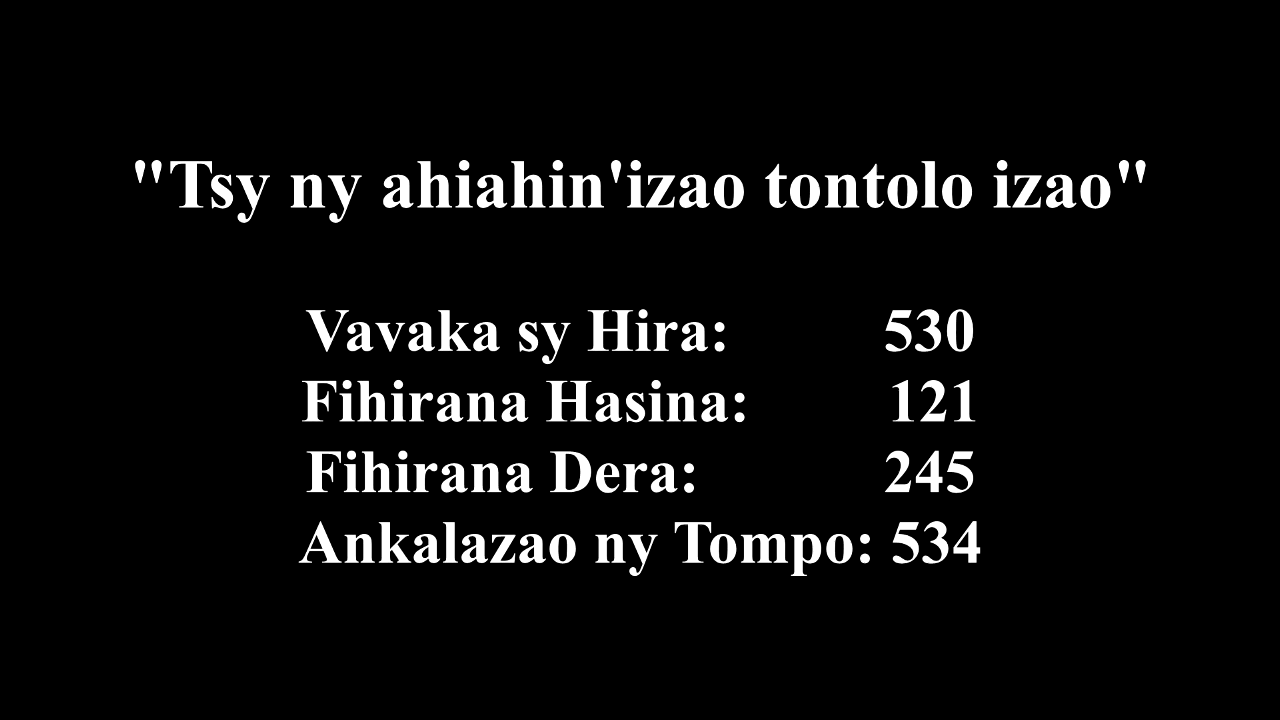 "Tsy ny ahiahin'izao tontolo izao"
Vavaka sy Hira: 530
Fihirana Hasina: 121
Fihirana Dera: 245
Ankalazao ny Tompo: 534